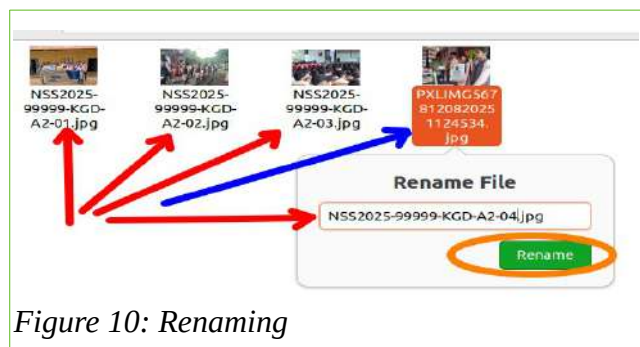 NSS2025-
99999-KGD-
A2-01.jpg
NSS2025-
99999-KGD-
A2-02.jpg
NSS2025-
99999-KGD-
A2-03.jpg
PXLIMG567
812082025
1124534.
jpg
Rename File
NSS2025-99999-KGD-A2-04.jpg
Rename
Figure 10: Renaming